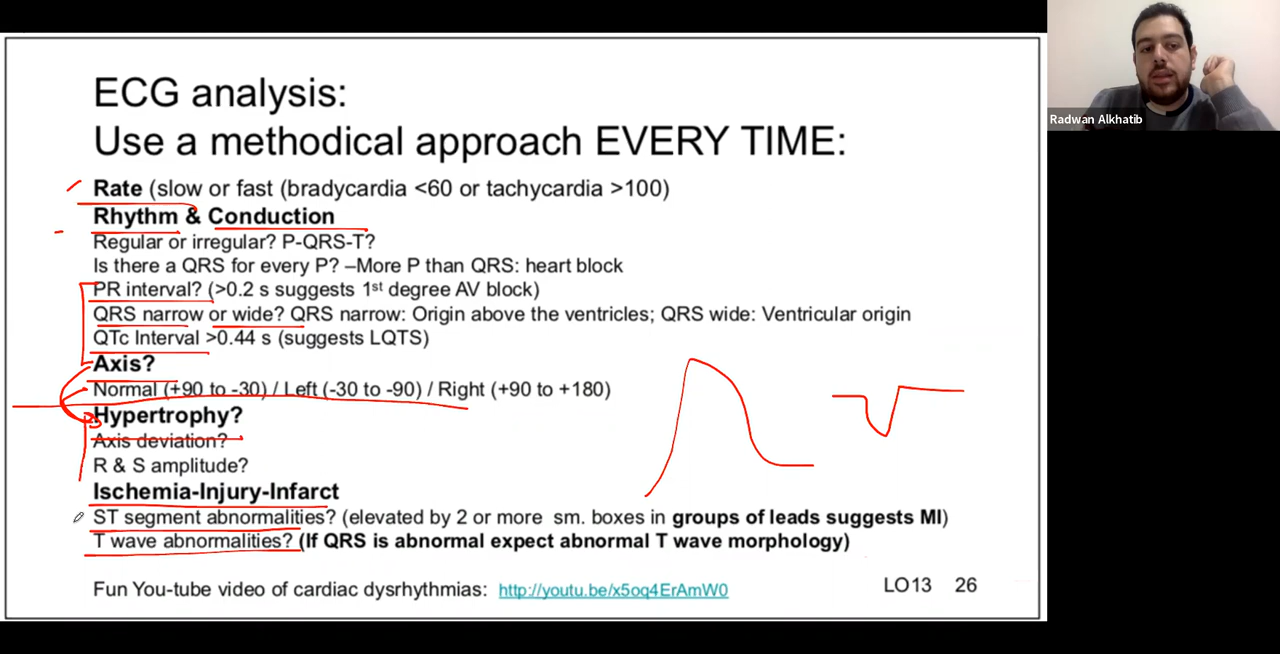 ECG analysis:
Use a methodical approach EVERY TIME:
Rate (slow or fast (bradycardia <60 or tachycardia >100)
Rhythm & Conduction
Regular or irregular? P-QRS-T?
Is there a QRS for every P? –More P than QRS: heart block
PR interval? (>0.2 s suggests 1st degree AV block)
QRS narrow or wide? QRS narrow: Origin above the ventricles; QRS wide: Ventricular origin
QTc Interval >0.44 s (suggests LQTS)
Axis?
Normal (+90 to -30) / Left (-30 to -90) / Right (+90 to +180)
Hypertrophy?
Axis deviation?
R & S amplitude?
Ischemia-Injury-Infarct
ST segment abnormalities? (elevated by 2 or more sm. boxes in groups of leads suggests MI)
T wave abnormalities? (If QRS is abnormal expect abnormal T wave morphology)
Fun You-tube video of cardiac dysrhythmias: http://youtu.be/x5oq4ErAmW0
LO13 26
Radwan Alkhatib